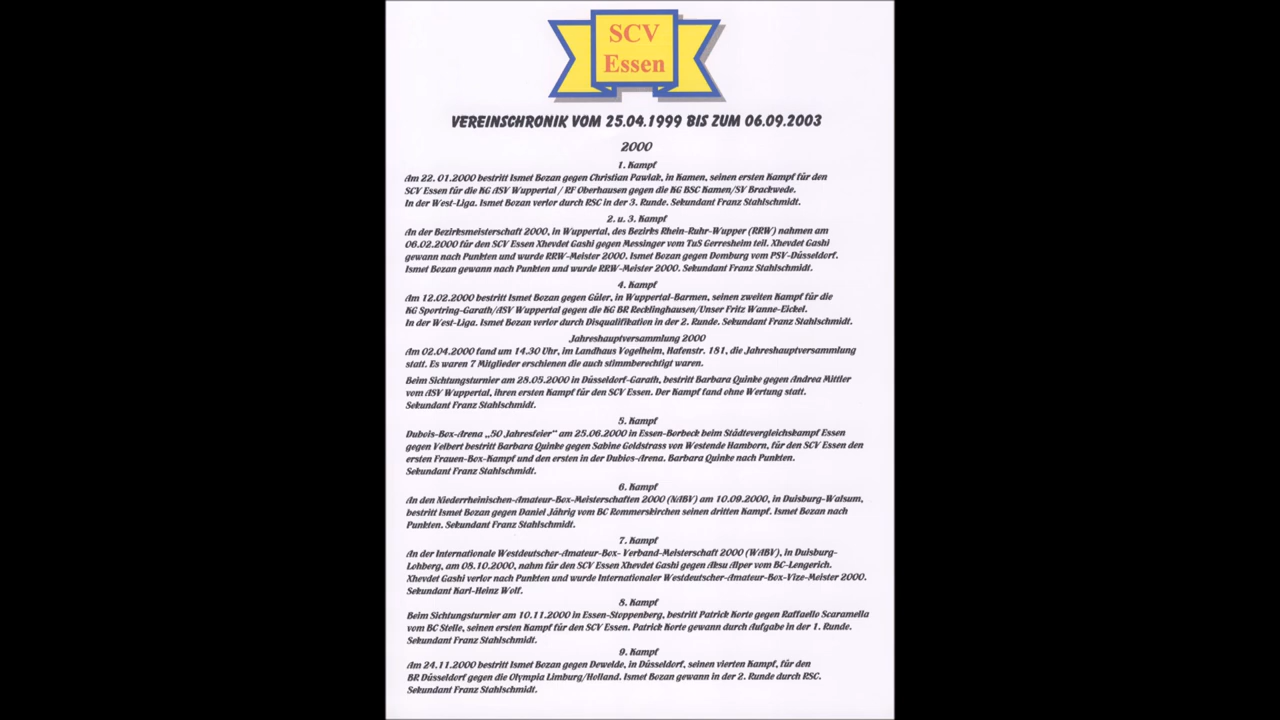 SCV
Essen
VEREINSCHRONIK VOM 25.04.1999 BIS ZUM 06.09.2003
2000
1. Kampf
Am 22. 01.2000 bestritt Ismet Bozan gegen Christian Pawlak, in Kamen, seinen ersten Kampf für den
SCV Essen für die KG ASV Wuppertal / RF Oberhausen gegen die KG BSC Kamen/SV Brackwede.
In der West-Liga. Ismet Bozan verlor durch RSC in der 3. Runde. Sekundant Franz Stahlschmidt.
2. u. 3. Kampf
An der Bezirksmeisterschaft 2000, in Wuppertal, des Bezirks Rhein-Ruhr-Wupper (RRW) nahmen am
06.02.2000 für den SCV Essen Xhevdet Gashi gegen Messinger vom TuS Gerresheim teil. Xhevdet Gashi
gewann nach Punkten und wurde RRW-Meister 2000. Ismet Bozan gegen Domburg vom PSV-Düsseldorf.
Ismet Bozan gewann nach Punkten und wurde RRW-Meister 2000. Sekundant Franz Stahlschmidt.
4. Kampf
Am 12.02.2000 bestritt Ismet Bozan gegen Güler, in Wuppertal-Barmen, seinen zweiten Kampf für die
KG Sportring-Garath/ASV Wuppertal gegen die KG BR Recklinghausen/Unser Fritz Wanne-Eickel.
In der West-Liga. Ismet Bozan verlor durch Disqualifikation in der 2. Runde. Sekundant Franz Stahlschmidt.
Jahreshauptversammlung 2000
Am 02.04.2000 fand um 14.30 Uhr, im Landhaus Vogelheim, Hafenstr. 181, die Jahreshauptversammlung
statt. Es waren 7 Mitglieder erschienen die auch stimmberechtigt waren.
Beim Sichtungsturnier am 28.05.2000 in Düsseldorf-Garath, bestritt Barbara Quinke gegen Andrea Mittler
vom ASV Wuppertal, ihren ersten Kampf für den SCV Essen. Der Kampf fand ohne Wertung statt.
Sekundant Franz Stahlschmidt.
5. Kampf
Dubois-Box-Arena „50 Jahresfeier“ am 25.06.2000 in Essen-Borbeck beim Städtevergleichskampf Essen
gegen Velbert bestritt Barbara Quinke gegen Sabine Goldstrass von Westende Hamborn, für den SCV Essen den
ersten Frauen-Box-Kampf und den ersten in der Dubios-Arena. Barbara Quinke nach Punkten.
Sekundant Franz Stahlschmidt.
6. Kampf
An den Niederrheinischen-Amateur-Box-Meisterschaften 2000 (NABV) am 10.09.2000, in Duisburg-Walsum,
bestritt Ismet Bozan gegen Daniel Jährig vom BC Rommerskirchen seinen dritten Kampf. Ismet Bozan nach
Punkten. Sekundant Franz Stahlschmidt.
7. Kampf
An der Internationale Westdeutscher-Amateur-Box- Verband-Meisterschaft 2000 (WABV), in Duisburg-
Lohberg, am 08.10.2000, nahm für den SCV Essen Xhevdet Gashi gegen Aksu Alper vom BC-Lengerich.
Xhevdet Gashi verlor nach Punkten und wurde Internationaler Westdeutscher-Amateur-Box-Vize-Meister 2000.
Sekundant Karl-Heinz Wolf.
8. Kampf
Beim Sichtungsturnier am 10.11.2000 in Essen-Stoppenberg, bestritt Patrick Korte gegen Raffaello Scaramella
vom BC Stelle, seinen ersten Kampf für den SCV Essen. Patrick Korte gewann durch Aufgabe in der 1. Runde.
Sekundant Franz Stahlschmidt.
9. Kampf
Am 24.11.2000 bestritt Ismet Bozan gegen Dewelde, in Düsseldorf, seinen vierten Kampf, für den
BR Düsseldorf gegen die Olympia Limburg/Holland. Ismet Bozan gewann in der 2. Runde durch RSC.
Sekundant Franz Stahlschmidt.